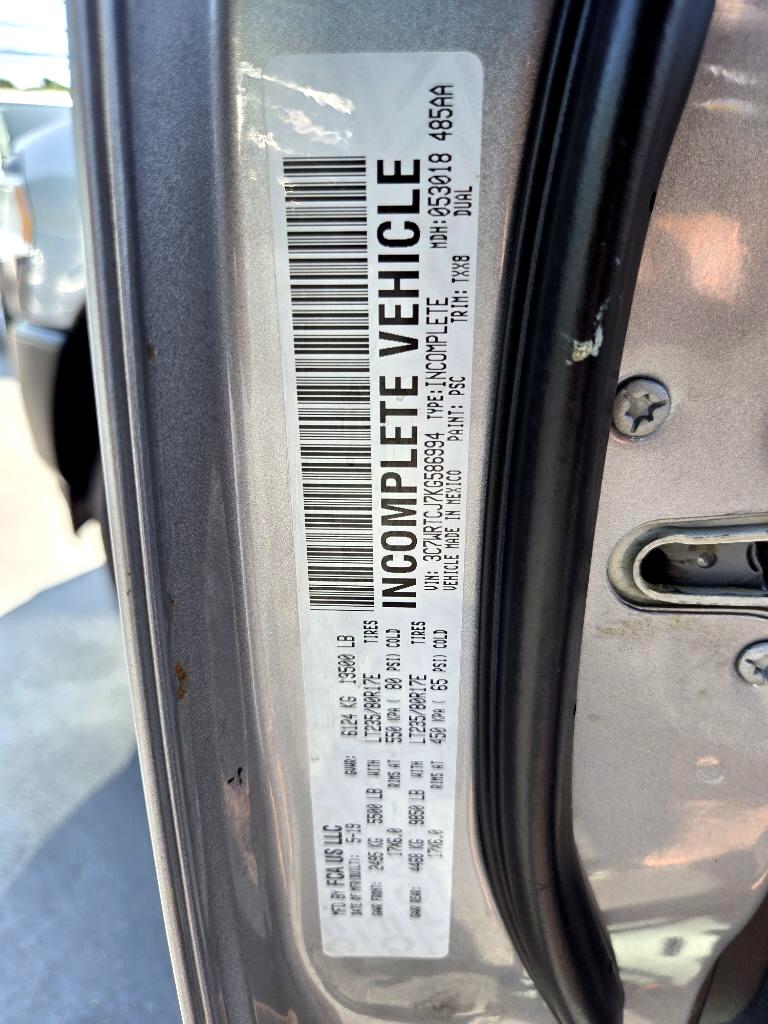 MFD BY FCA US LLC
DATE OF MFR(BUILT): 5-19 GVWR: 6124 KG 13500 LB
GAWR FRONT: 2495 KG 5500 LB WITH LT235/80R17E TIRES
17X6.0 RIMS AT 550 KPA ( 80 PSI) COLD
GAWR REAR: 4468 KG 9850 LB WITH LT235/80R17E TIRES
17X6.0 RIMS AT 450 KPA ( 65 PSI) COLD
INCOMPLETE VEHICLE
VIN: 3C7WRTCJ7KG586994 TYPE:INCOMPLETE MDH:053018 485AA
VEHICLE MADE IN MEXICO PAINT: PSC TRIM: TXX8 DUAL